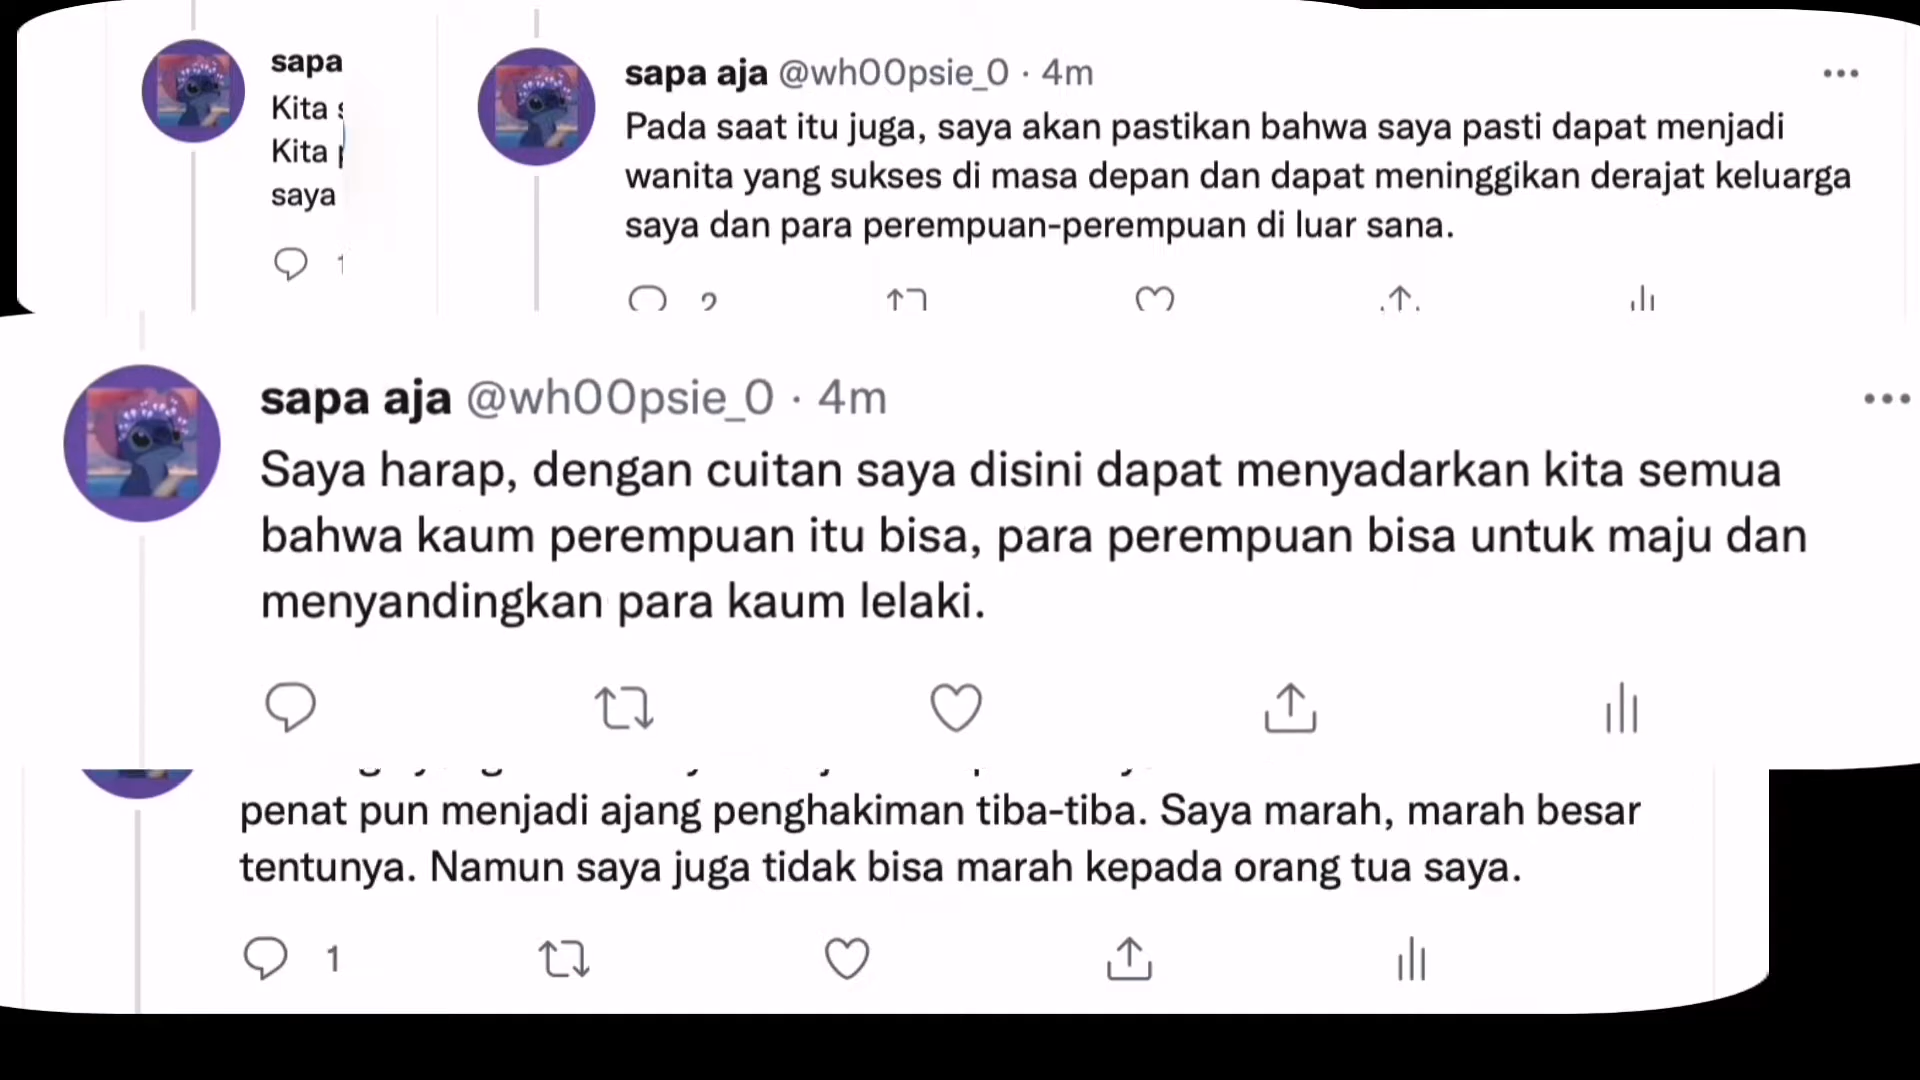 sapa
Kita
Kita
saya
1
sapa aja @wh00psie_0 · 4m
Pada saat itu juga, saya akan pastikan bahwa saya pasti dapat menjadi
wanita yang sukses di masa depan dan dapat meninggikan derajat keluarga
saya dan para perempuan-perempuan di luar sana.
2
sapa aja @wh00psie_0 · 4m
Saya harap, dengan cuitan saya disini dapat menyadarkan kita semua
bahwa kaum perempuan itu bisa, para perempuan bisa untuk maju dan
menyandingkan para kaum lelaki.
penat pun menjadi ajang penghakiman tiba-tiba. Saya marah, marah besar
tentunya. Namun saya juga tidak bisa marah kepada orang tua saya.
1